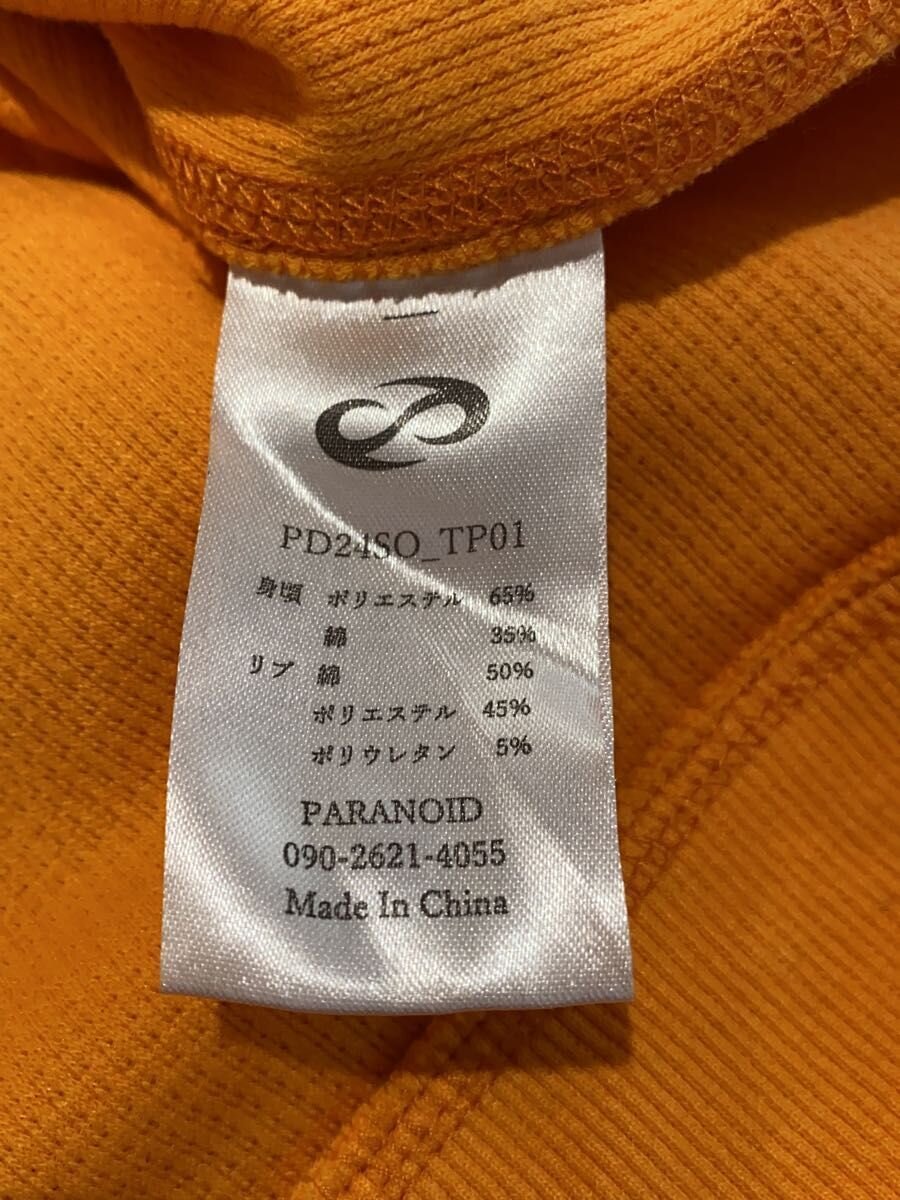 PD24SO_TP01
身頃 ポリエステル 65%
綿 35%
リブ 綿 50%
ポリエステル 45%
ポリウレタン 5%
PARANOID
090-2621-4055
Made In China